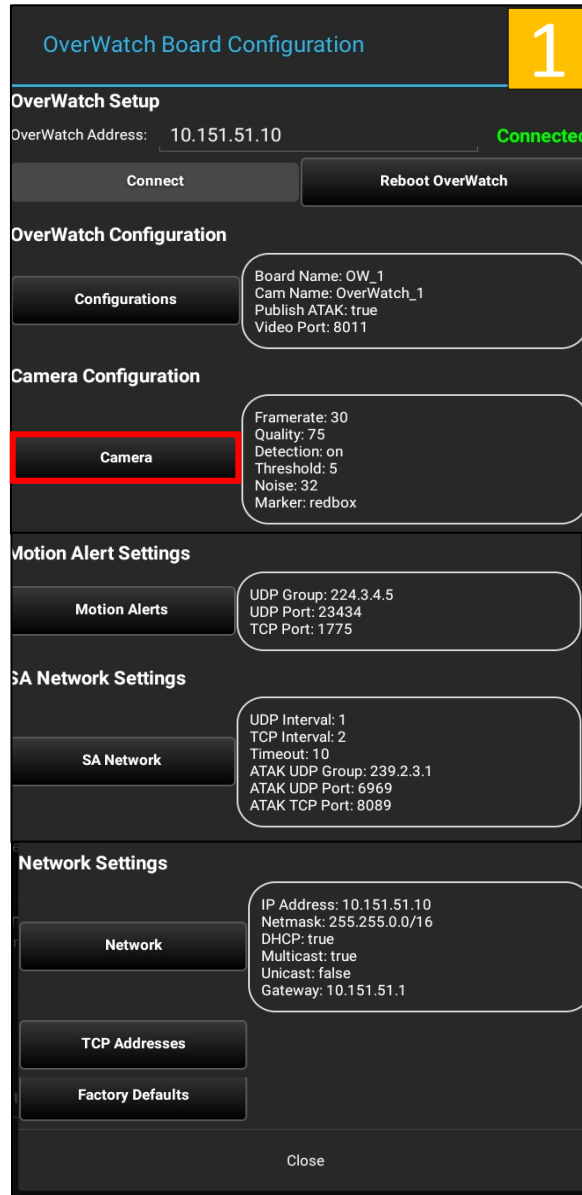 OverWatch Board Configuration
1
OverWatch Setup
OverWatch Address: 10.151.51.10 Connected
Connect Reboot OverWatch
OverWatch Configuration
Configurations
Board Name: OW_1
Cam Name: OverWatch_1
Publish ATAK: true
Video Port: 8011
Camera Configuration
Camera
Framerate: 30
Quality: 75
Detection: on
Threshold: 5
Noise: 32
Marker: redbox
Motion Alert Settings
Motion Alerts
UDP Group: 224.3.4.5
UDP Port: 23434
TCP Port: 1775
SA Network Settings
SA Network
UDP Interval: 1
TCP Interval: 2
Timeout: 10
ATAK UDP Group: 239.2.3.1
ATAK UDP Port: 6969
ATAK TCP Port: 8089
Network Settings
Network
IP Address: 10.151.51.10
Netmask: 255.255.0.0/16
DHCP: true
Multicast: true
Unicast: false
Gateway: 10.151.51.1
TCP Addresses
Factory Defaults
Close